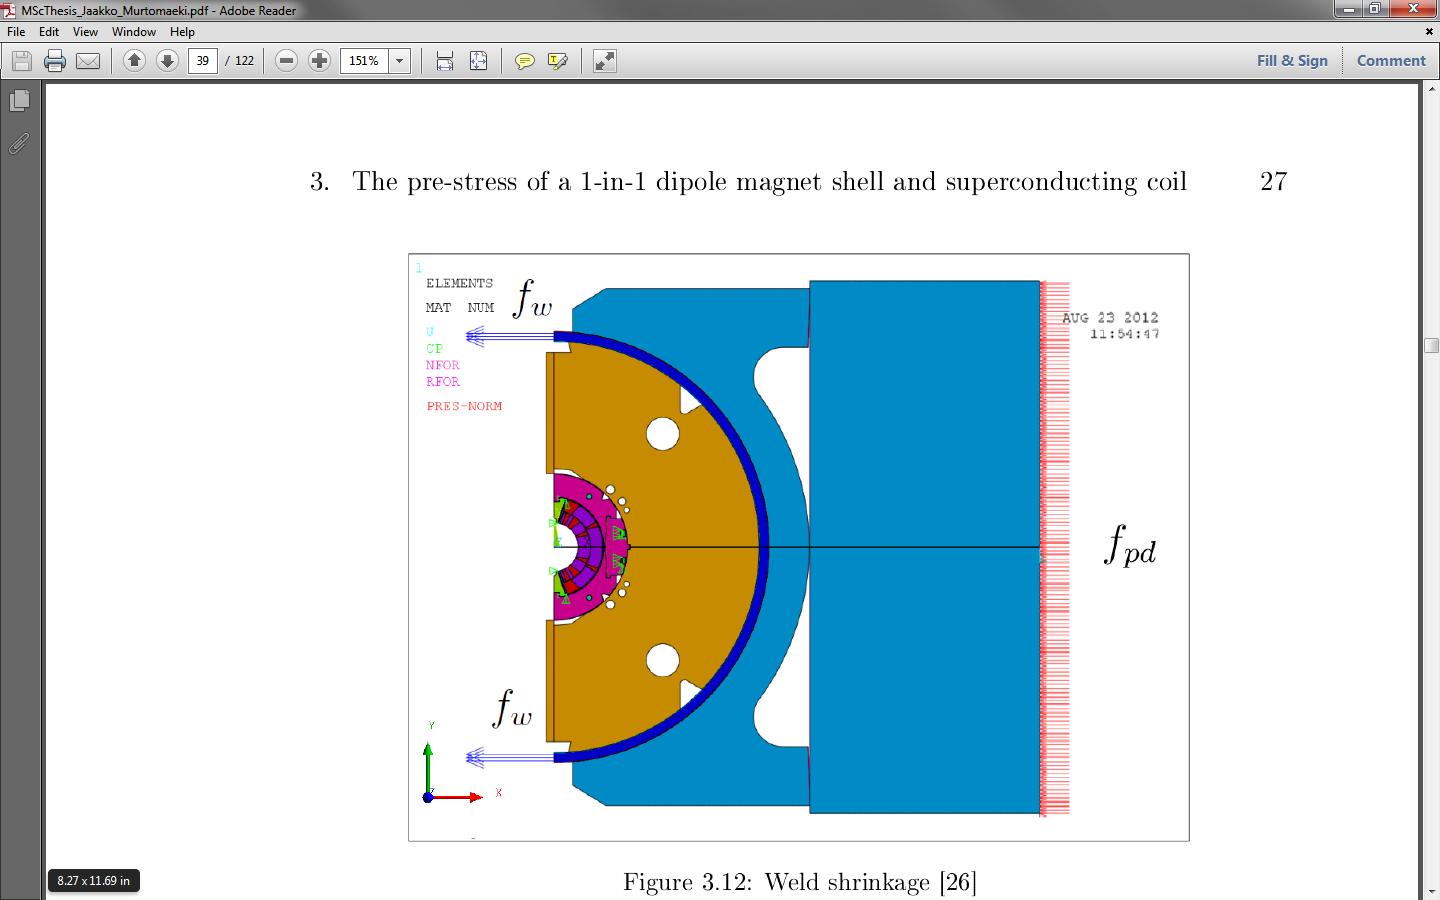 MScThesis_Jaakko_Murtomaeki.pdf - Adobe Reader
File Edit View Window Help
39 / 122
151%
Fill & Sign
Comment
3. The pre-stress of a 1-in-1 dipole magnet shell and superconducting coil 27
1
ELEMENTS
MAT NUM
U
CP
NFOR
RFOR
PRES-NORM
f_w
AUG 23 2012
11:54:47
f_pd
f_w
Y
Z
X
8.27 x 11.69 in
Figure 3.12: Weld shrinkage [26]